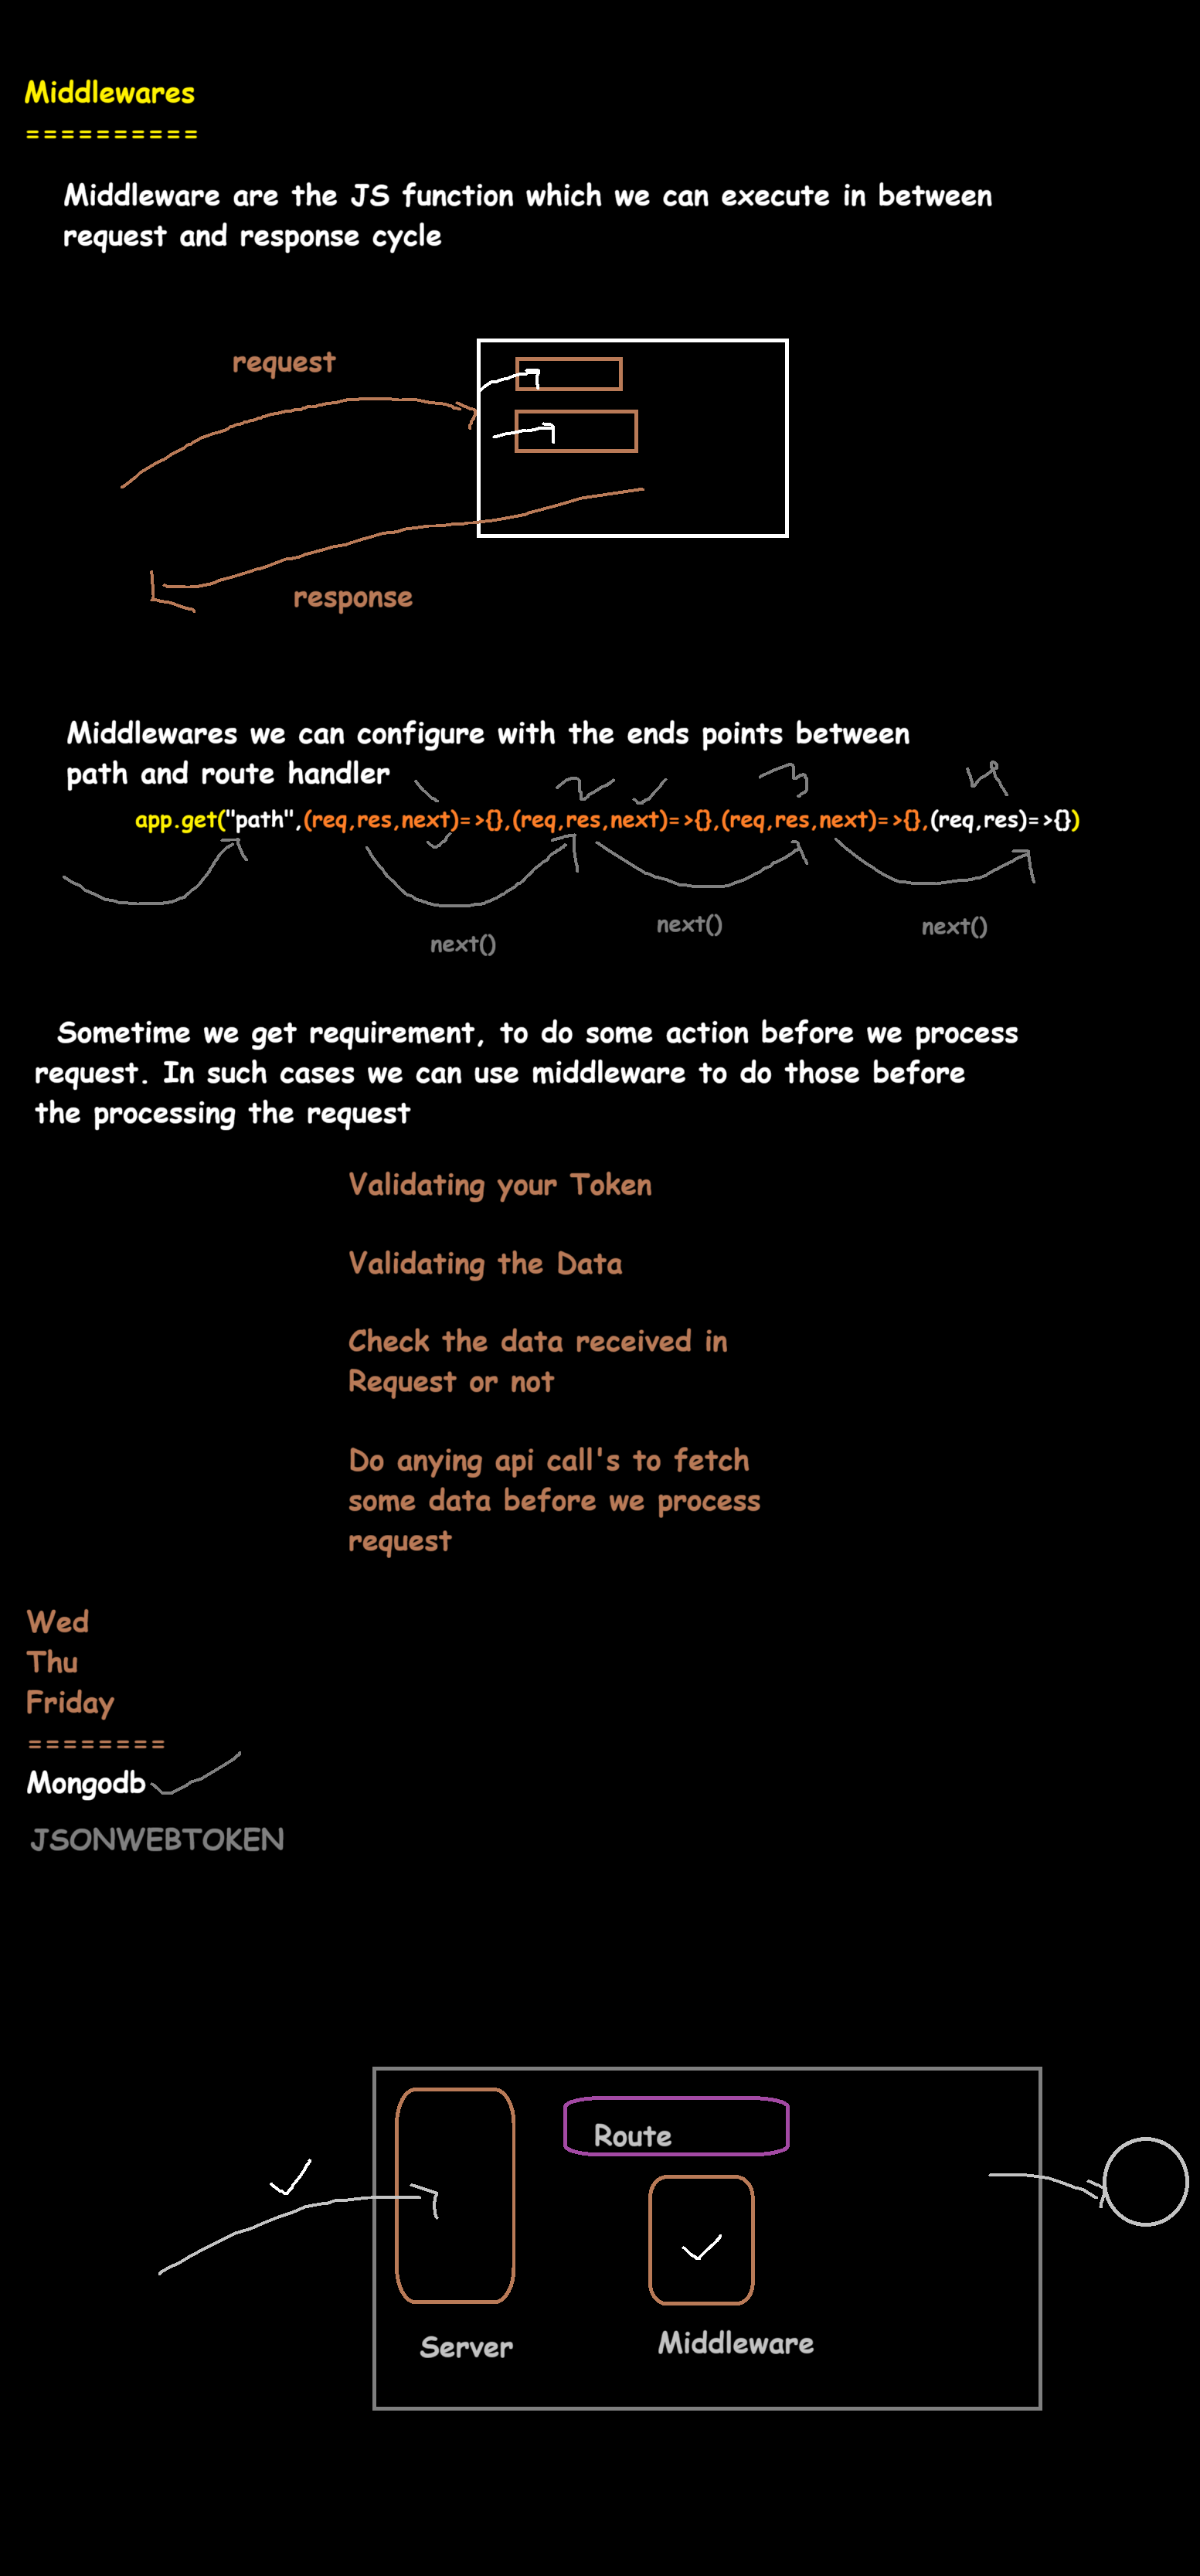 Middlewares
==========
Middleware are the JS function which we can execute in between
request and response cycle
request
response
Middlewares we can configure with the ends points between
path and route handler
2 3 4
app.get("path",(req,res,next)=>{},(req,res,next)=>{},(req,res,next)=>{},(req,res)=>{})
next() next() next()
Sometime we get requirement, to do some action before we process
request. In such cases we can use middleware to do those before
the processing the request
Validating your Token
Validating the Data
Check the data received in
Request or not
Do anying api call's to fetch
some data before we process
request
Wed
Thu
Friday
========
Mongodb
JSONWEBTOKEN
Route
Server
Middleware